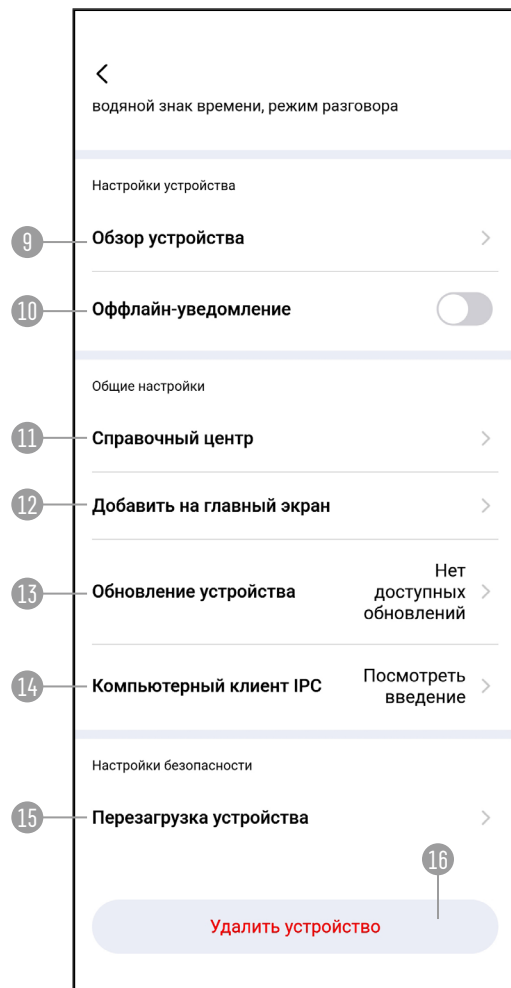 водяной знак времени, режим разговора
Настройки устройства
9 Обзор устройства
10 Оффлайн-уведомление
Общие настройки
11 Справочный центр
12 Добавить на главный экран
13 Обновление устройства
Нет
доступных
обновлений
14 Компьютерный клиент IPC
Посмотреть
введение
Настройки безопасности
15 Перезагрузка устройства
16
Удалить устройство